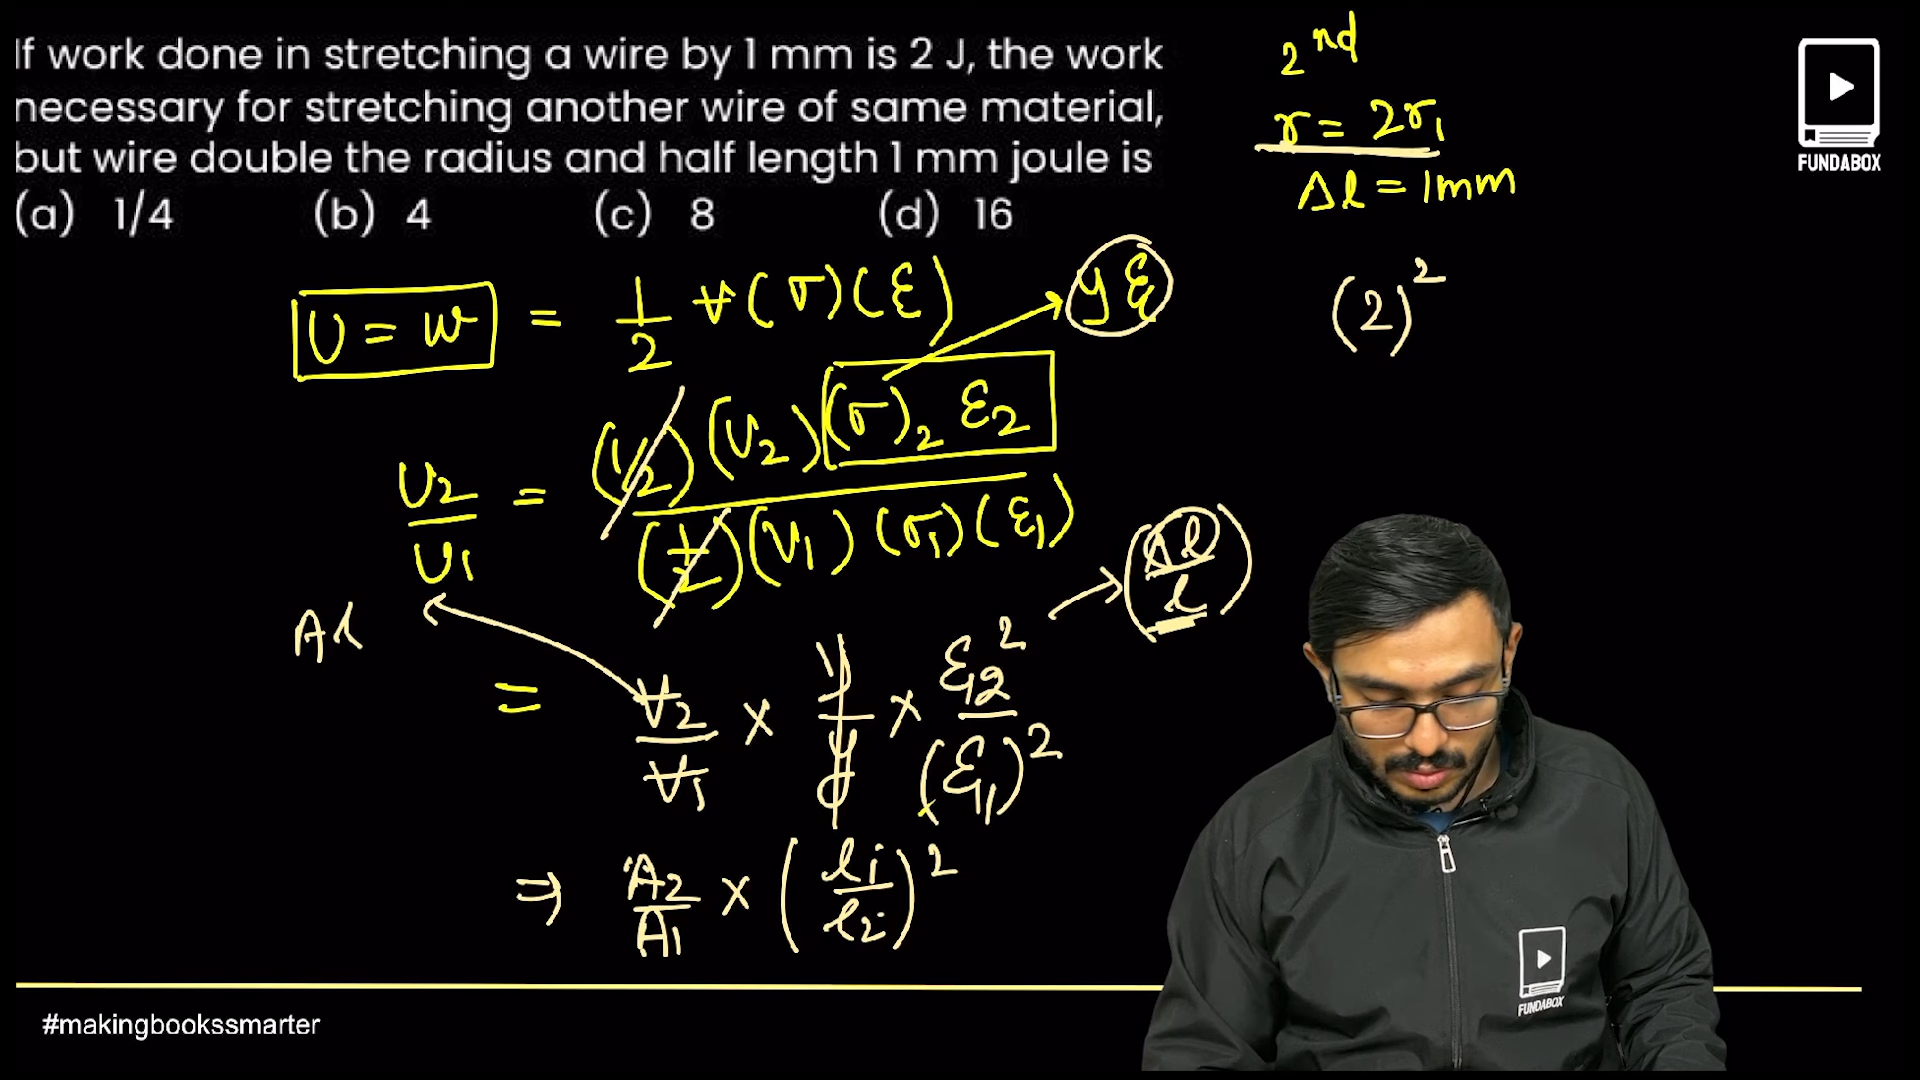 If work done in stretching a wire by 1 mm is 2 J, the work
necessary for stretching another wire of same material,
but wire double the radius and half length 1 mm joule is
(a) 1/4 (b) 4 (c) 8 (d) 16
2nd
r = 2r1
Δl = 1mm
(2)²
FUNDABOX
U = W = 1/2 V (σ)(ε)
yε
U2/U1 = (1/2)(V2)(σ)2 ε2 / (1/2)(V1)(σ1)(ε1)
(Δl/l)
Al
= V2/V1 × y/y × ε2²/(ε1)²
⇒ A2/A1 × (l1/l2)²
FUNDABOX
#makingbookssmarter